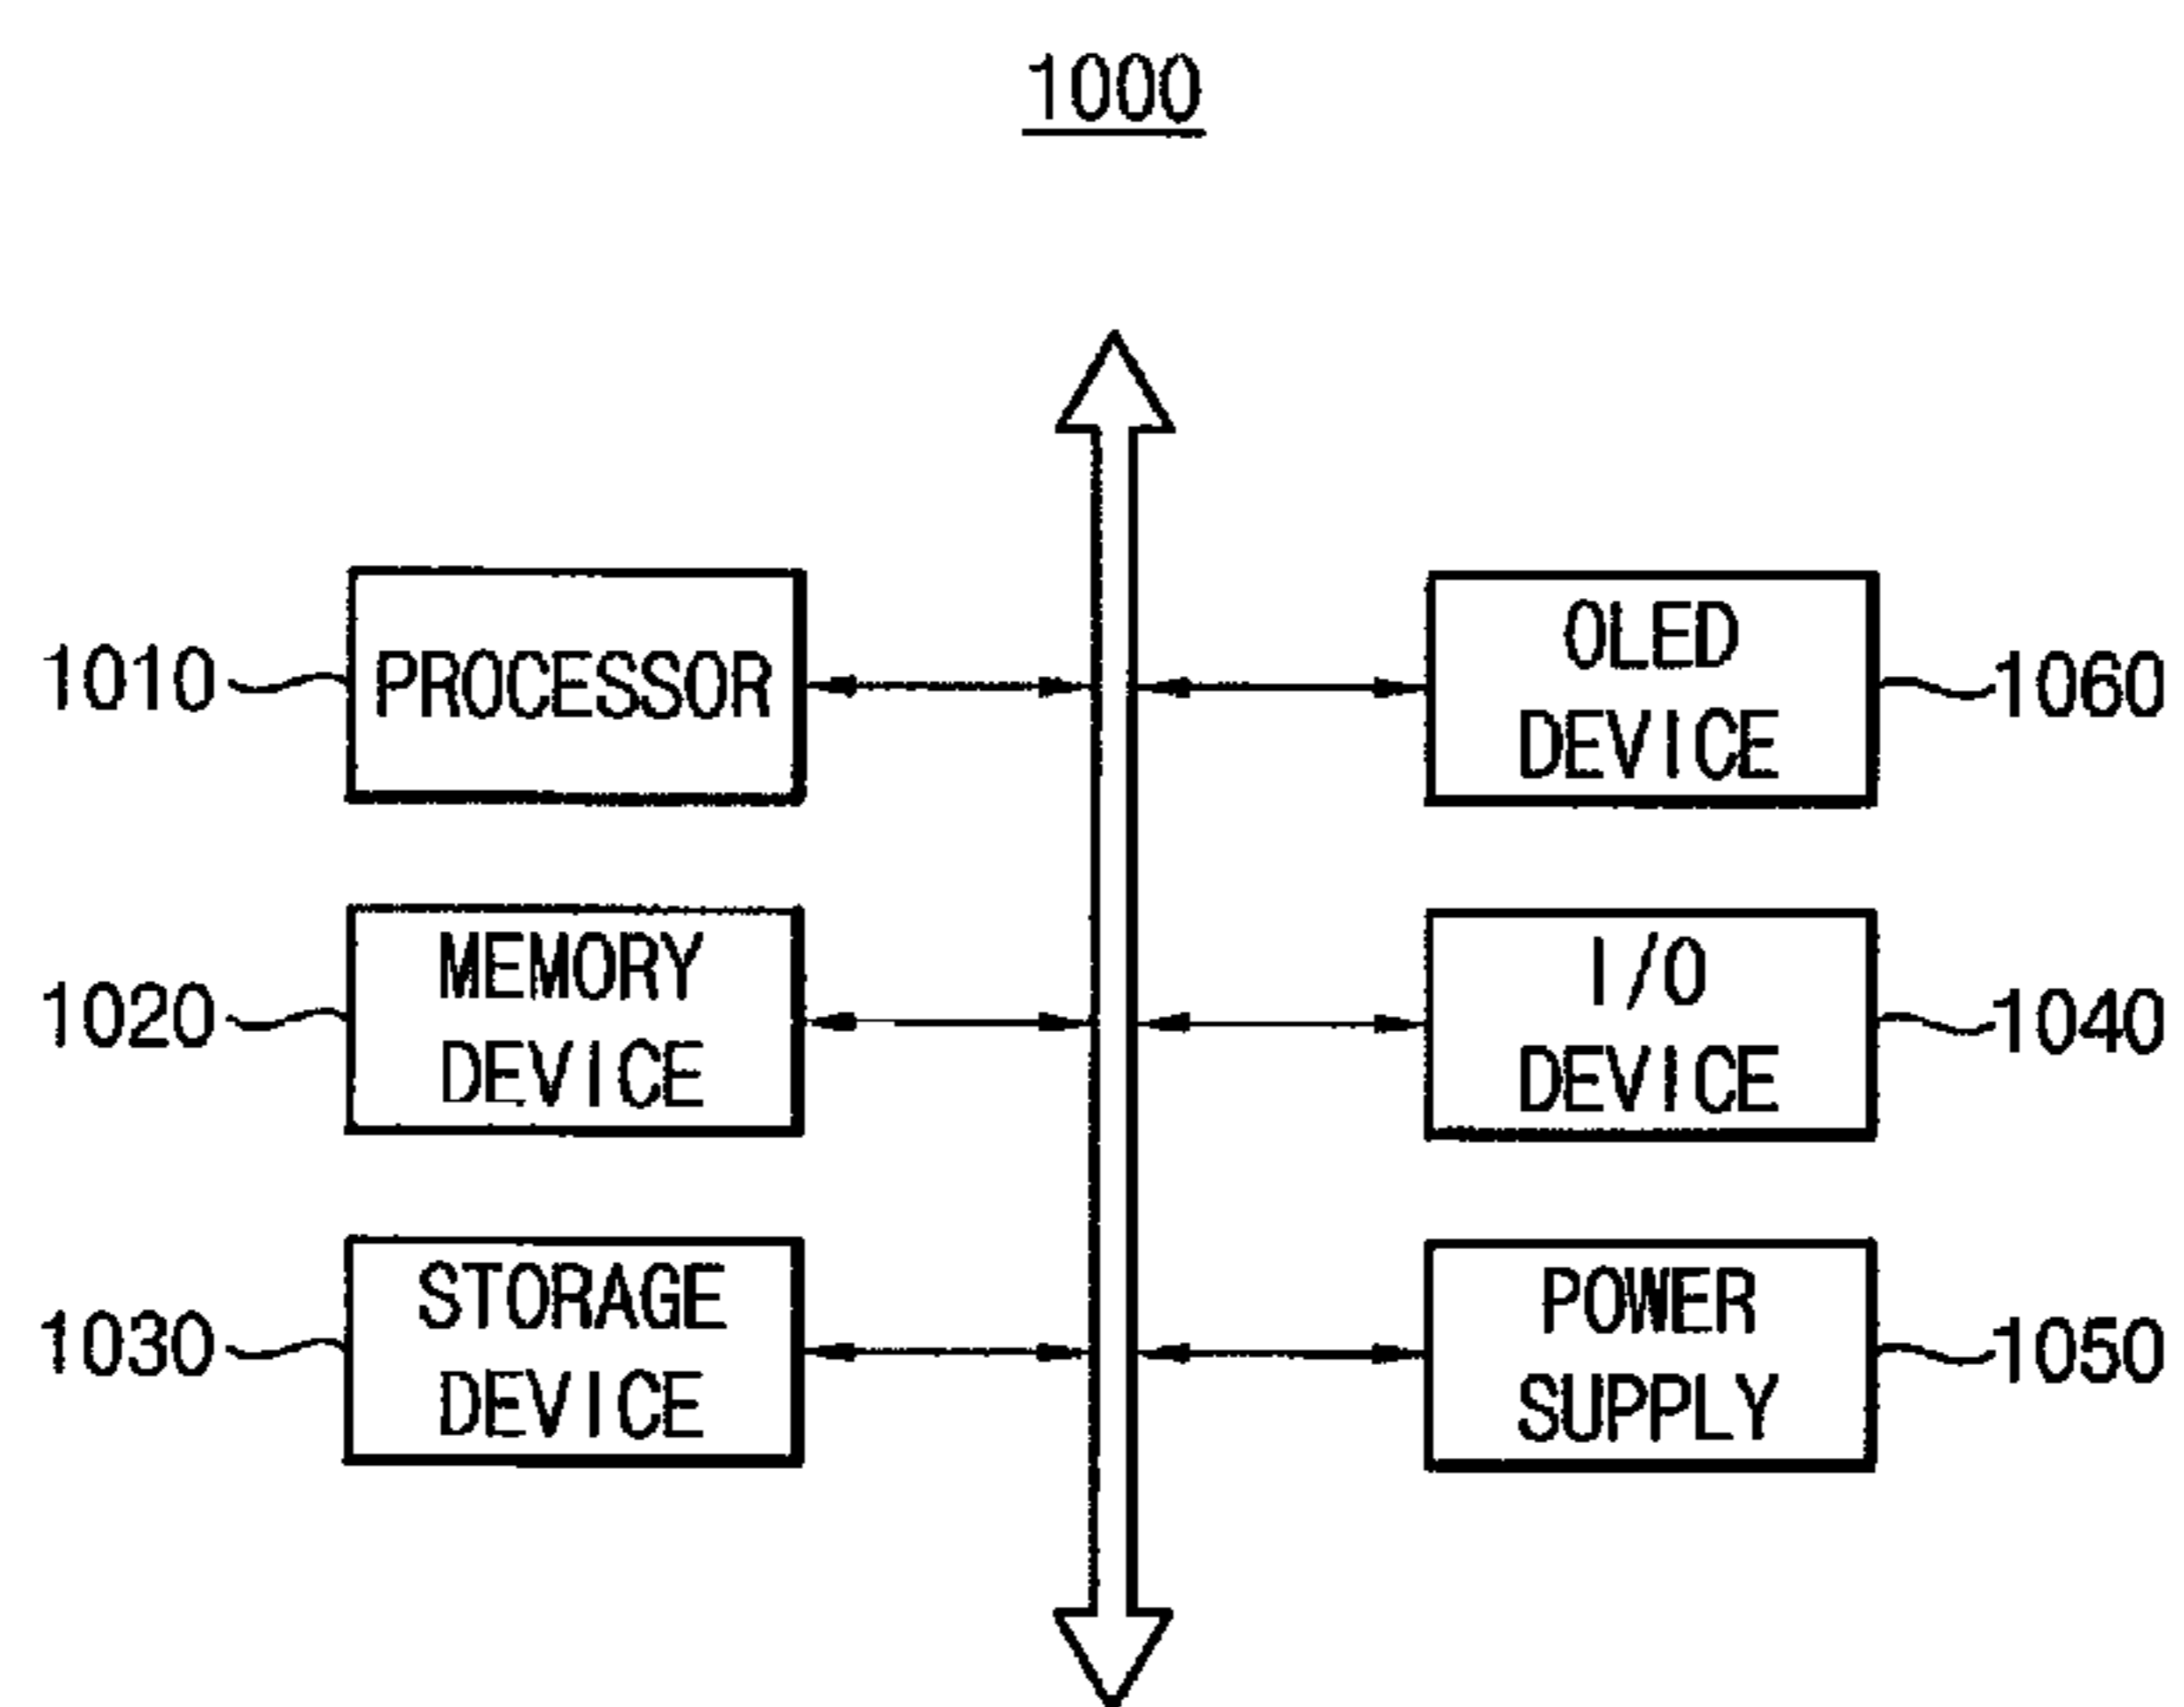 1000
1010
PROCESSOR
OLED
DEVICE
1060
1020
MEMORY
DEVICE
I/O
DEVICE
1040
1030
STORAGE
DEVICE
POWER
SUPPLY
1050